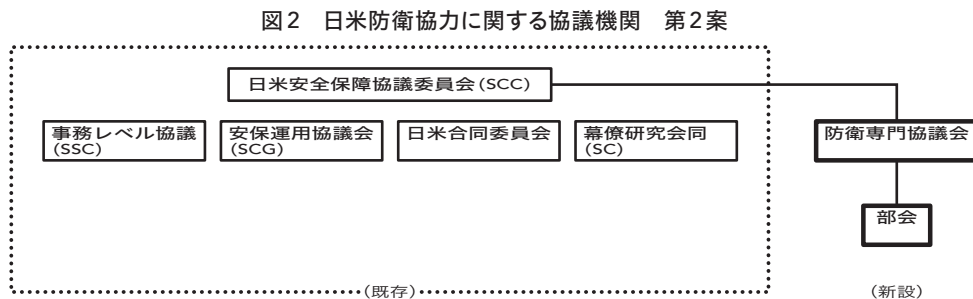 図2　日米防衛協力に関する協議機関　第2案
日米安全保障協議委員会(SCC)
事務レベル協議
(SSC)
安保運用協議会
(SCG)
日米合同委員会
幕僚研究会同
(SC)
防衛専門協議会
部会
(既存)
(新設)